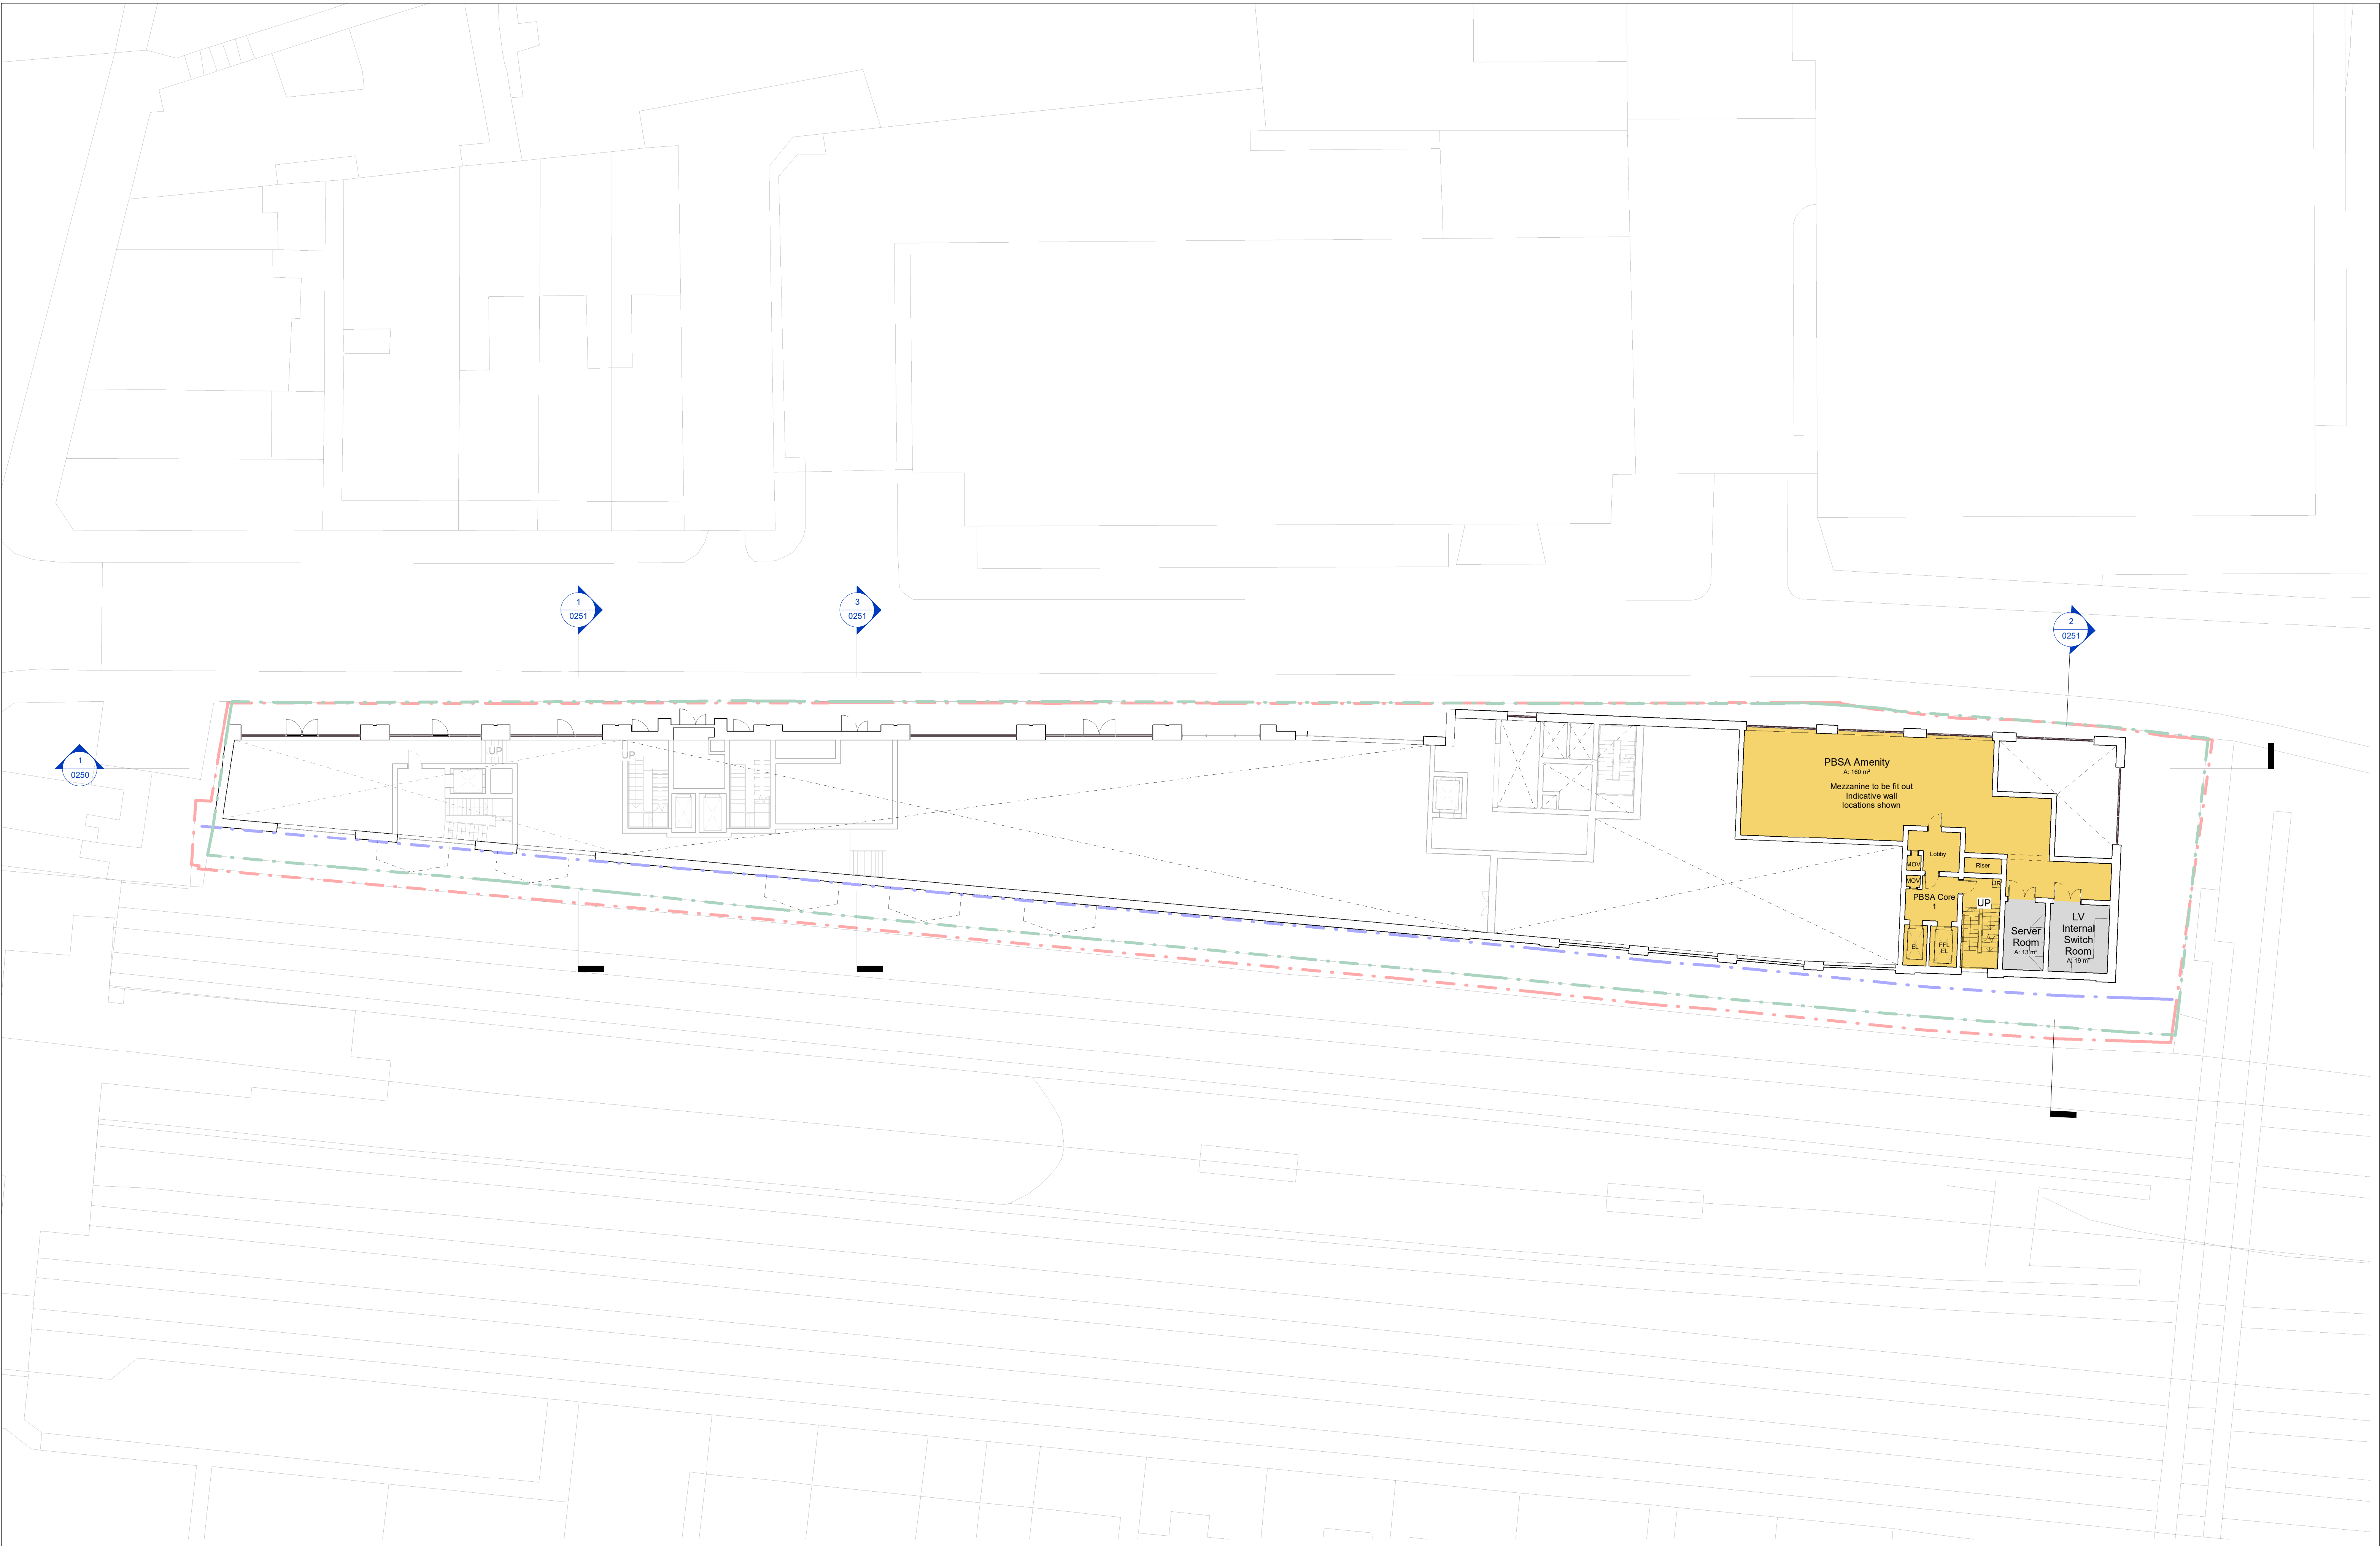 1
0251
3
0251
2
0251
1
0250
UP
UP
PBSA Amenity
A: 160 m²
Mezzanine to be fit out
Indicative wall
locations shown
Lobby
MOV
Riser
MOV
DR
PBSA Core
1
UP
EL
FFL
EL
Server
Room
A: 13 m²
LV
Internal
Switch
Room
A: 19 m²